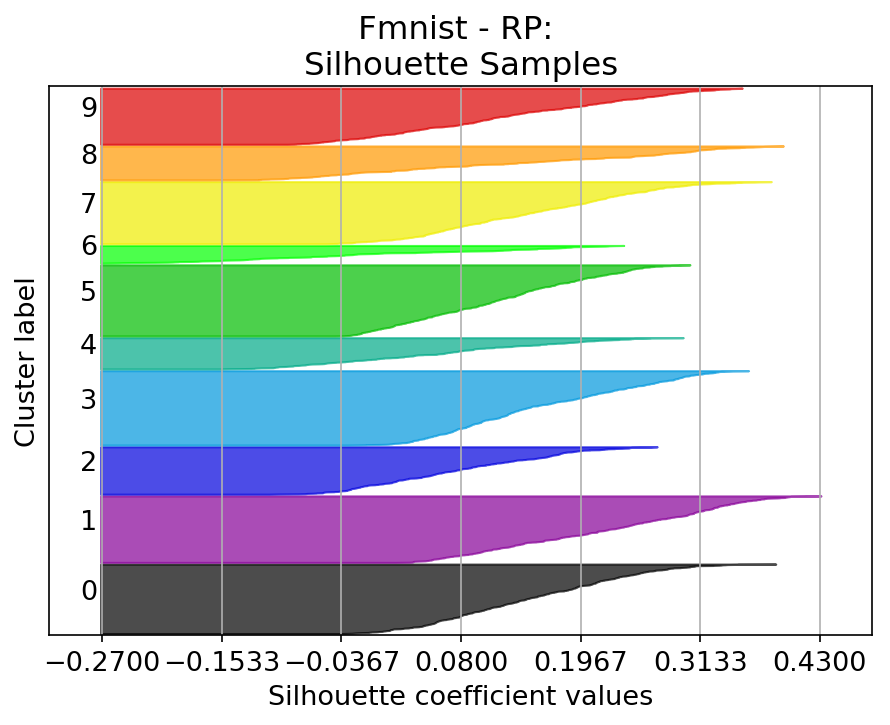 Fmnist - RP:
Silhouette Samples
9
8
7
6
5
4
3
2
1
0
Cluster label
−0.2700 −0.1533 −0.0367 0.0800 0.1967 0.3133 0.4300
Silhouette coefficient values